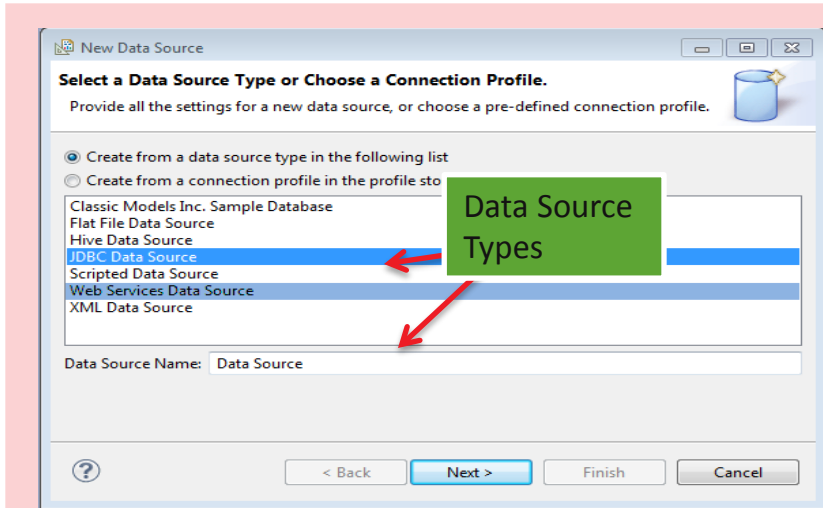 New Data Source
Select a Data Source Type or Choose a Connection Profile.
Provide all the settings for a new data source, or choose a pre-defined connection profile.
Create from a data source type in the following list
Create from a connection profile in the profile sto
Classic Models Inc. Sample Database
Flat File Data Source
Hive Data Source
JDBC Data Source
Scripted Data Source
Web Services Data Source
XML Data Source
Data Source
Types
Data Source Name: Data Source
? < Back Next > Finish Cancel